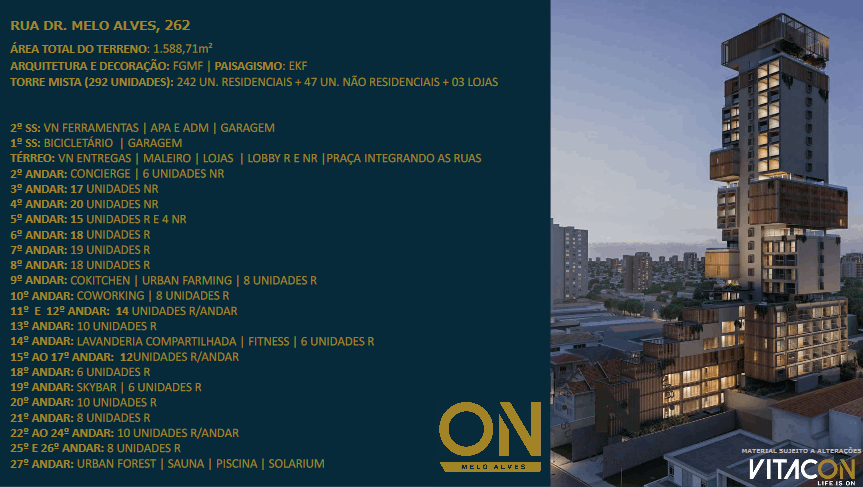 RUA DR. MELO ALVES, 262
ÁREA TOTAL DO TERRENO: 1.588,71m²
ARQUITETURA E DECORAÇÃO: FGMF | PAISAGISMO: EKF
TORRE MISTA (292 UNIDADES): 242 UN. RESIDENCIAIS + 47 UN. NÃO RESIDENCIAIS + 03 LOJAS
2º SS: VN FERRAMENTAS | APA E ADM | GARAGEM
1º SS: BICICLETÁRIO | GARAGEM
TÉRREO: VN ENTREGAS | MALEIRO | LOJAS | LOBBY R E NR |PRAÇA INTEGRANDO AS RUAS
2º ANDAR: CONCIERGE | 6 UNIDADES NR
3º ANDAR: 17 UNIDADES NR
4º ANDAR: 20 UNIDADES NR
5º ANDAR: 15 UNIDADES R E 4 NR
6º ANDAR: 18 UNIDADES R
7º ANDAR: 19 UNIDADES R
8º ANDAR: 18 UNIDADES R
9º ANDAR: COKITCHEN | URBAN FARMING | 8 UNIDADES R
10º ANDAR: COWORKING | 8 UNIDADES R
11º E 12º ANDAR: 14 UNIDADES R/ANDAR
13º ANDAR: 10 UNIDADES R
14º ANDAR: LAVANDERIA COMPARTILHADA | FITNESS | 6 UNIDADES R
15º AO 17º ANDAR: 12UNIDADES R/ANDAR
18º ANDAR: 6 UNIDADES R
19º ANDAR: SKYBAR | 6 UNIDADES R
20º ANDAR: 10 UNIDADES R
21º ANDAR: 8 UNIDADES R
22º AO 24º ANDAR: 10 UNIDADES R/ANDAR
25º E 26º ANDAR: 8 UNIDADES R
27º ANDAR: URBAN FOREST | SAUNA | PISCINA | SOLARIUM
ON
MELO ALVES
N
MATERIAL SUJEITO A ALTERAÇÕES
VITACON
LIFE IS ON